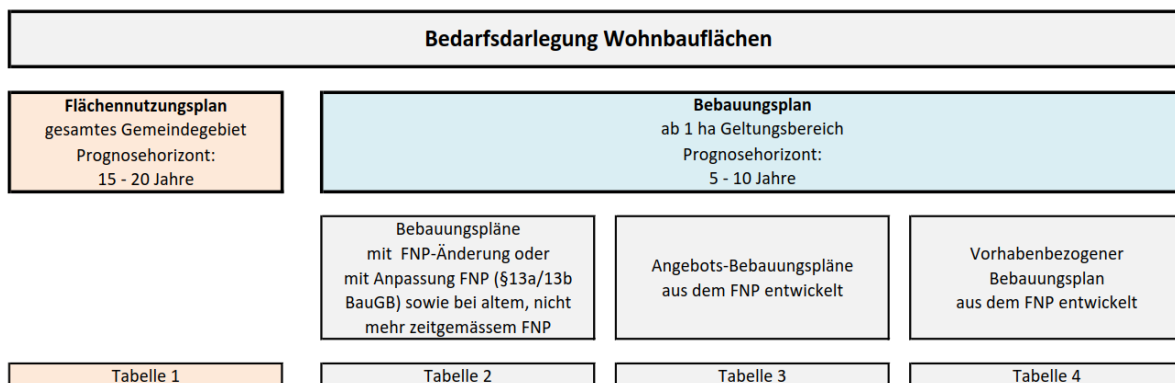 Bedarfsdarlegung Wohnbauflächen
Flächennutzungsplan
gesamtes Gemeindegebiet
Prognosehorizont:
15 - 20 Jahre
Bebauungsplan
ab 1 ha Geltungsbereich
Prognosehorizont:
5 - 10 Jahre
Bebauungspläne
mit FNP-Änderung oder
mit Anpassung FNP (§13a/13b
BauGB) sowie bei altem, nicht
mehr zeitgemässem FNP
Angebots-Bebauungspläne
aus dem FNP entwickelt
Vorhabenbezogener
Bebauungsplan
aus dem FNP entwickelt
Tabelle 1
Tabelle 2
Tabelle 3
Tabelle 4